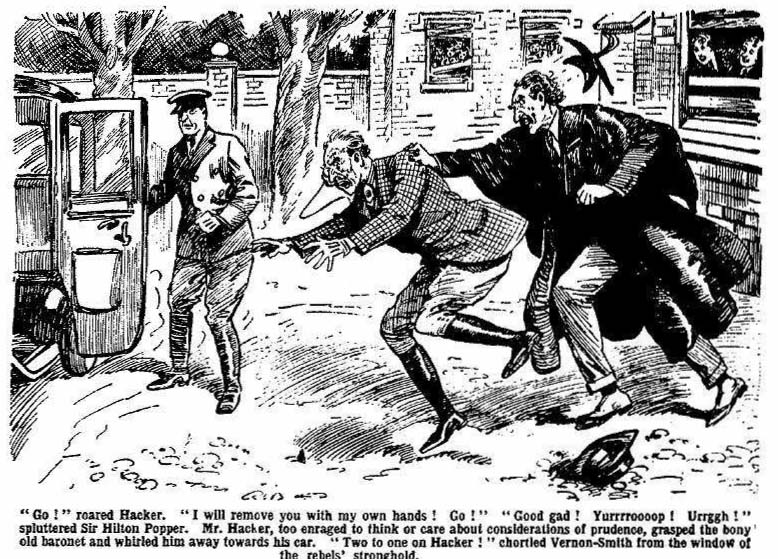 "Go!" roared Hacker. "I will remove you with my own hands! Go!" "Good gad! Yurrrroooop! Urrggh!"
spluttered Sir Hilton Popper. Mr. Hacker, too enraged to think or care about considerations of prudence, grasped the bony
old baronet and whirled him away towards his car. "Two to one on Hacker!" chortled Vernon-Smith from the window of
the rebels' stronghold.